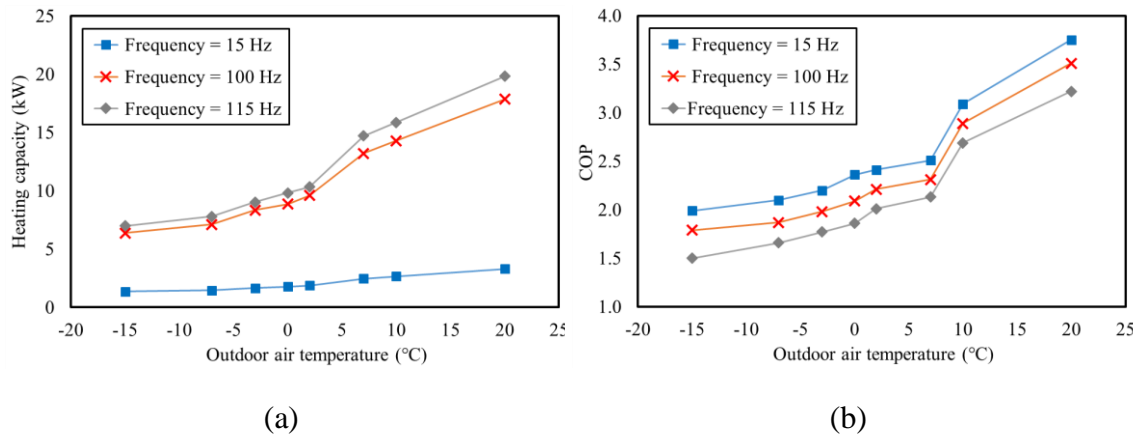 25
20
15
10
5
0
Heating capacity (kW)
Frequency = 15 Hz
Frequency = 100 Hz
Frequency = 115 Hz
-20 -15 -10 -5 0 5 10 15 20 25
Outdoor air temperature (℃)
(a)
4.0
3.5
3.0
2.5
2.0
1.5
1.0
COP
Frequency = 15 Hz
Frequency = 100 Hz
Frequency = 115 Hz
-20 -15 -10 -5 0 5 10 15 20 25
Outdoor air temperature (℃)
(b)